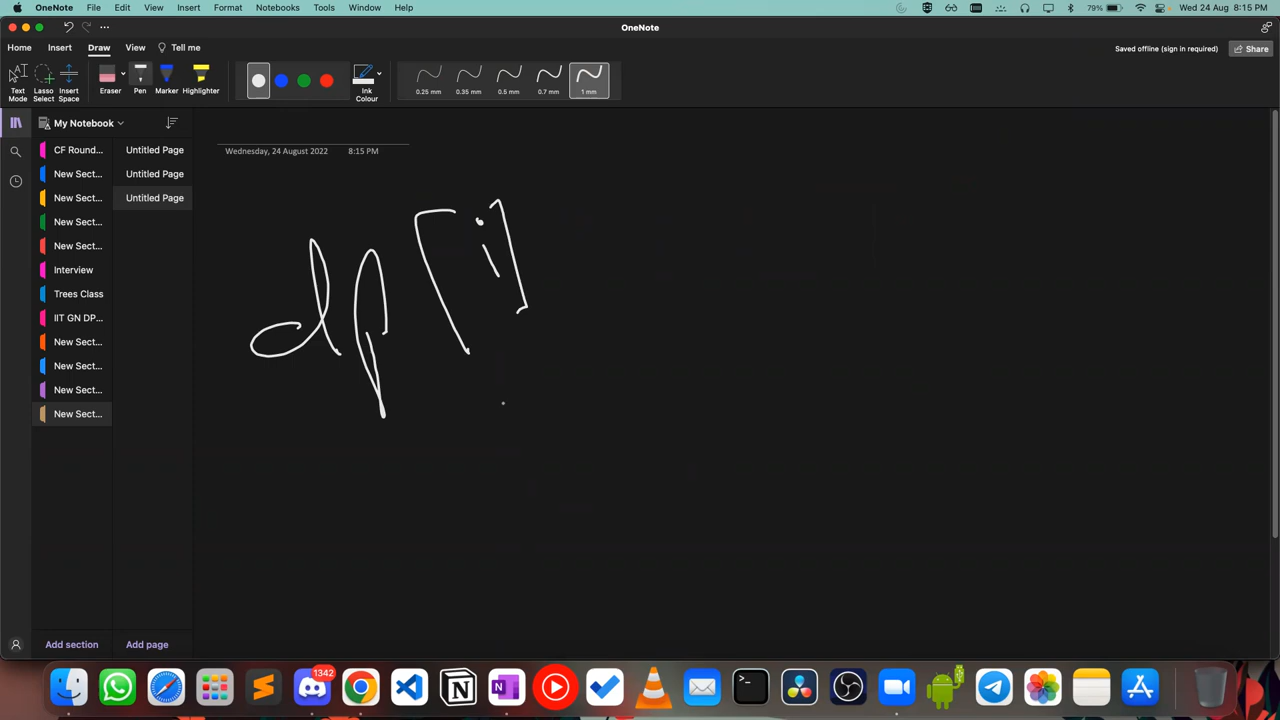 OneNote File Edit View Insert Format Notebooks Tools Window Help 79% Wed 24 Aug 8:15 PM
OneNote
Home Insert Draw View Tell me Saved offline (sign in required) Share
Text Mode Lasso Select Insert Space Eraser Pen Marker Highlighter Ink Colour 0.25 mm 0.35 mm 0.5 mm 0.7 mm 1 mm
My Notebook
CF Round... Untitled Page
New Sect... Untitled Page
New Sect... Untitled Page
New Sect...
New Sect...
Interview
Trees Class
IIT GN DP...
New Sect...
New Sect...
New Sect...
New Sect...
Wednesday, 24 August 2022 8:15 PM
dp[i]
Add section Add page
1342